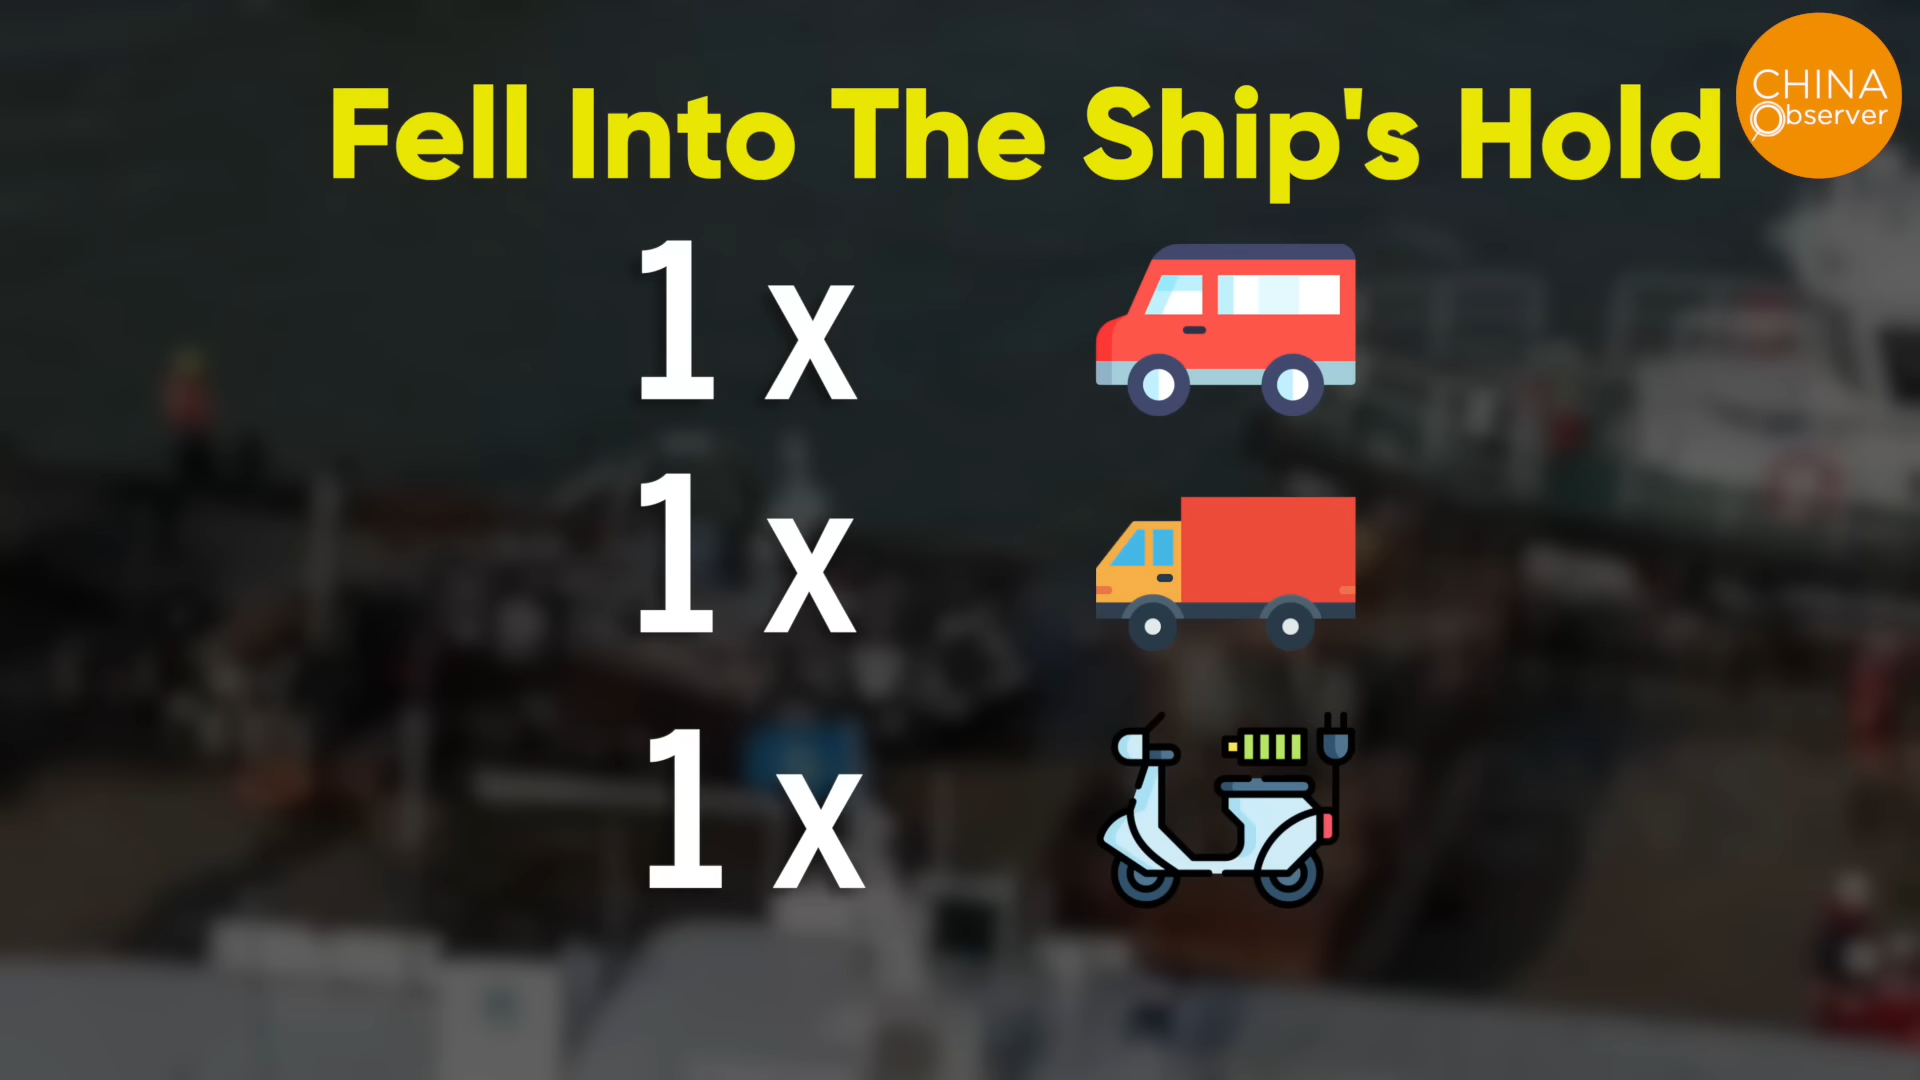 Fell Into The Ship's Hold
CHINA
Observer
1 x
1 x
1 x